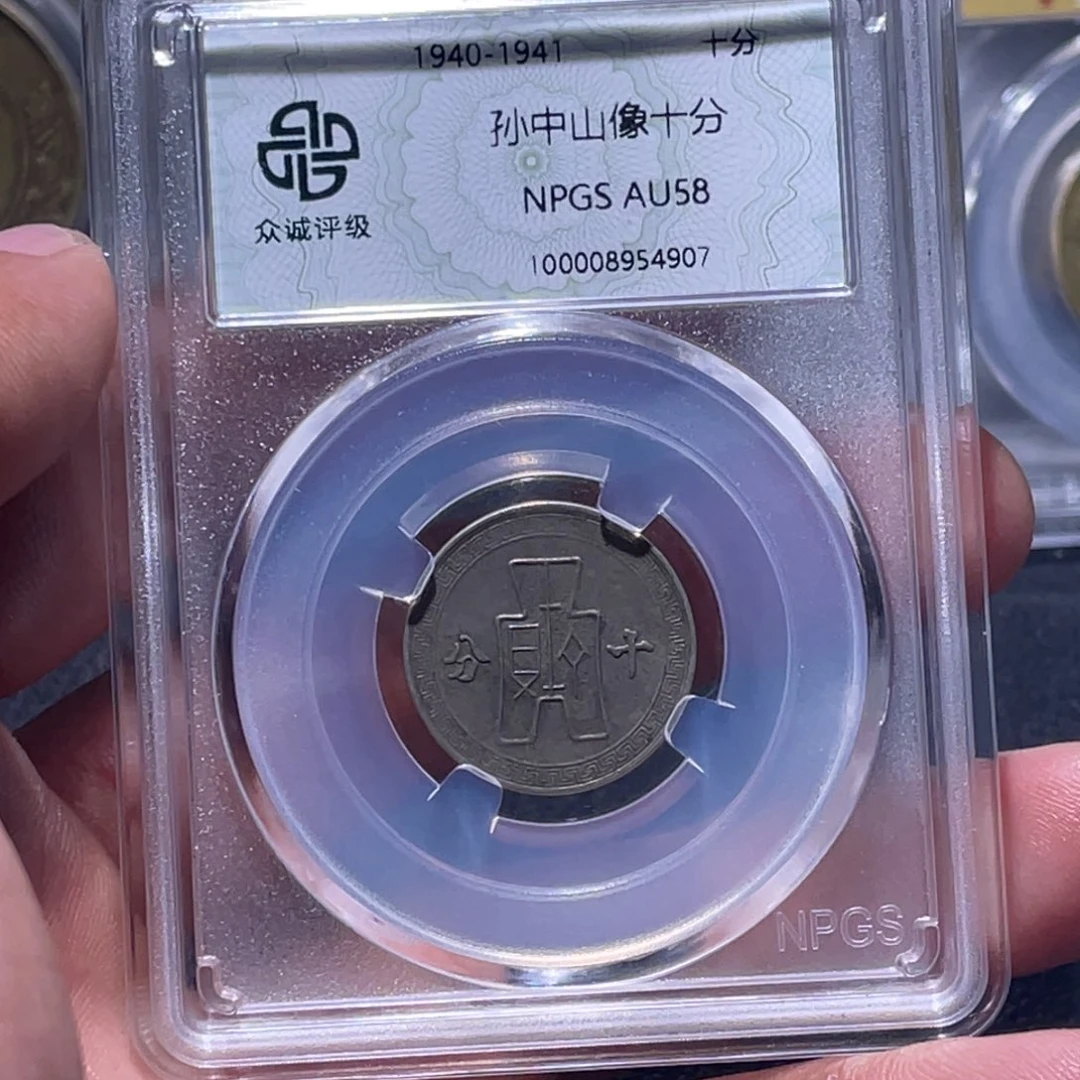 1940-1941 十分
孙中山像十分
NPGS AU58
100008954907
众诚评级
十 分
NPGS